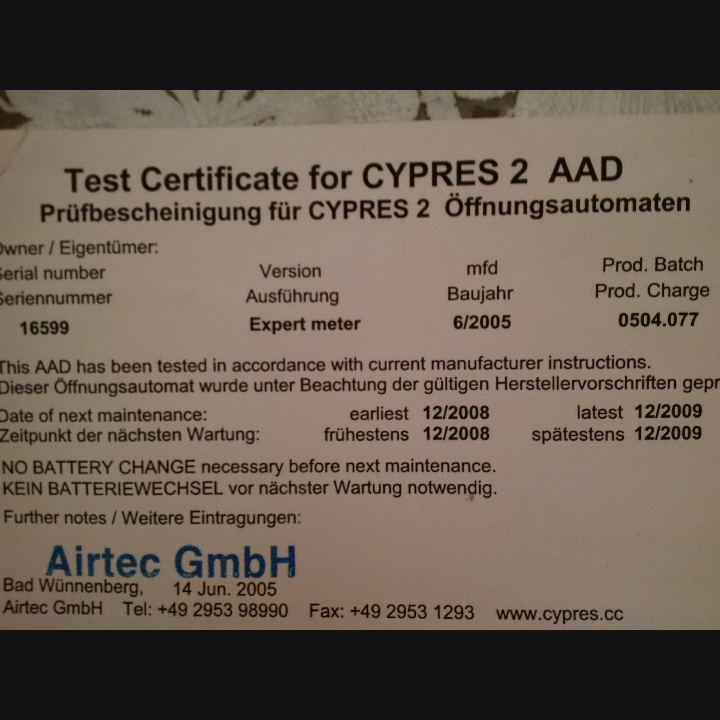 Test Certificate for CYPRES 2 AAD
Prüfbescheinigung für CYPRES 2 Öffnungsautomaten
Owner / Eigentümer:
Serial number Version mfd Prod. Batch
Seriennummer Ausführung Baujahr Prod. Charge
16599 Expert meter 6/2005 0504.077
This AAD has been tested in accordance with current manufacturer instructions.
Dieser Öffnungsautomat wurde unter Beachtung der gültigen Herstellervorschriften gepr
Date of next maintenance: earliest 12/2008 latest 12/2009
Zeitpunkt der nächsten Wartung: frühestens 12/2008 spätestens 12/2009
NO BATTERY CHANGE necessary before next maintenance.
KEIN BATTERIEWECHSEL vor nächster Wartung notwendig.
Further notes / Weitere Eintragungen:
Airtec GmbH
Bad Wünnenberg, 14 Jun. 2005
Airtec GmbH Tel: +49 2953 98990 Fax: +49 2953 1293 www.cypres.cc